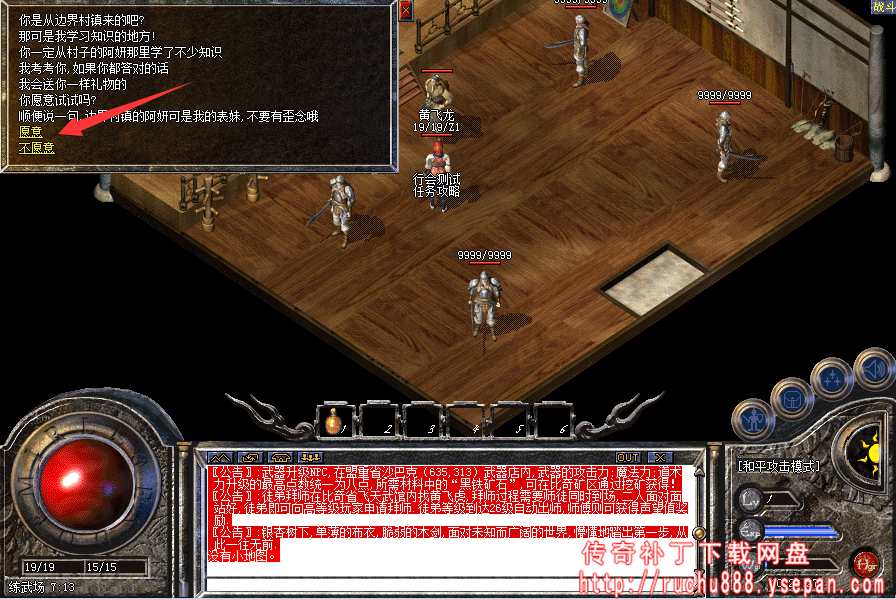 你是从边界村镇来的吧?
那可是我学习知识的地方!
你一定从村子的阿妍那里学了不少知识
我考考你,如果你都答对的话
我会送你一样礼物的
你愿意试试吗?
顺便说一句,边界村镇的阿妍可是我的表妹,不要有歪念哦
愿意
不愿意
战斗
9999/9999
9999/9999
黄飞龙
19/19/Z1
行会测试
任务攻略
9999/9999
1 2 3 4 5 6
OUT
[和平攻击模式]
【公告】 武器升级NPC,在盟重省沙巴克(635,313)武器店内,武器的攻击力;魔法力;道术
力升级的最高点数统一为八点,所需材料中的“黑铁矿石”,可在比奇矿区通过挖矿获得!
【公告】 徒弟拜师在比奇省飞天武馆内找黄飞虎,拜师过程需要师徒同时到场,二人面对面
站好,徒弟即可向高等级玩家申请拜师,徒弟等级到达26级自动出师,师傅则可获得声望值奖
励。
【公告】 银杏树下,单薄的布衣,脆弱的木剑,面对未知而广阔的世界,懵懂地踏出第一步,从
此一往无前.
没有小地图。
19/19
15/15
练武场 7:13
传奇补丁下载网盘
http://ruchu888.ysepan.com